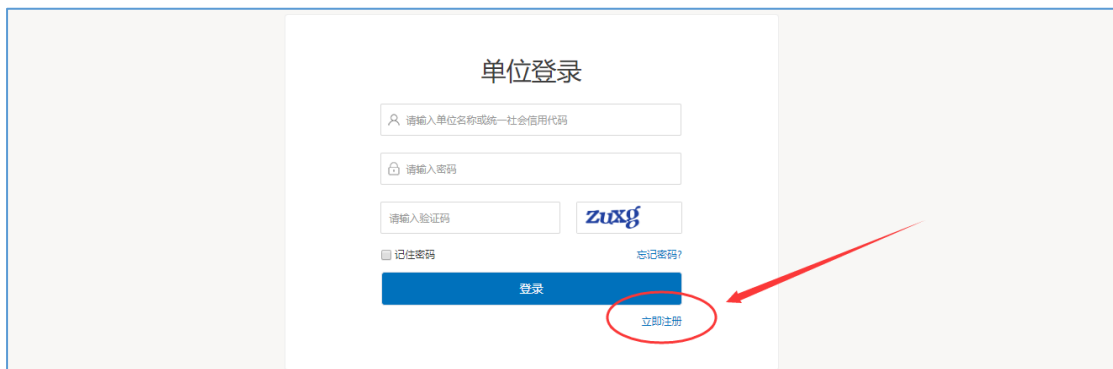 单位登录
请输入单位名称或统一社会信用代码
请输入密码
请输入验证码
zuxg
记住密码
忘记密码?
登录
立即注册